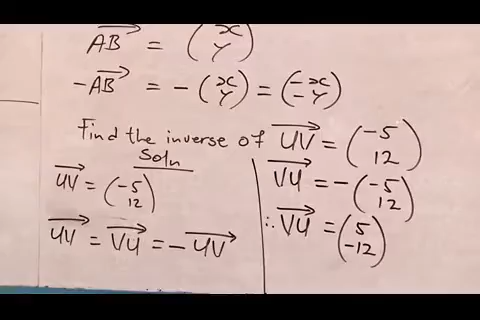 AB→ = (x Y)
-AB→ = -(x Y) = (-x -Y)
Find the inverse of UV→ = (-5 12)
Soln
UV→ = (-5 12)
UV→ = VU→ = -UV→
VU→ = -(-5 12)
∴ VU→ = (5 -12)